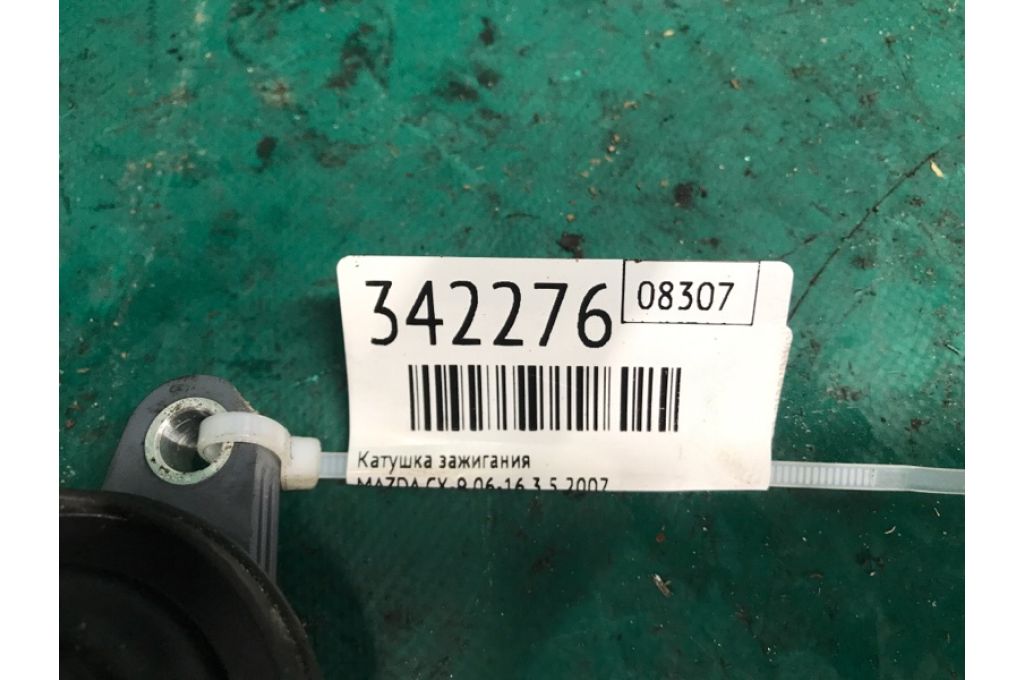 342276
08307
Катушка зажигания
MAZDA CX-9 06-16 3.5 2007